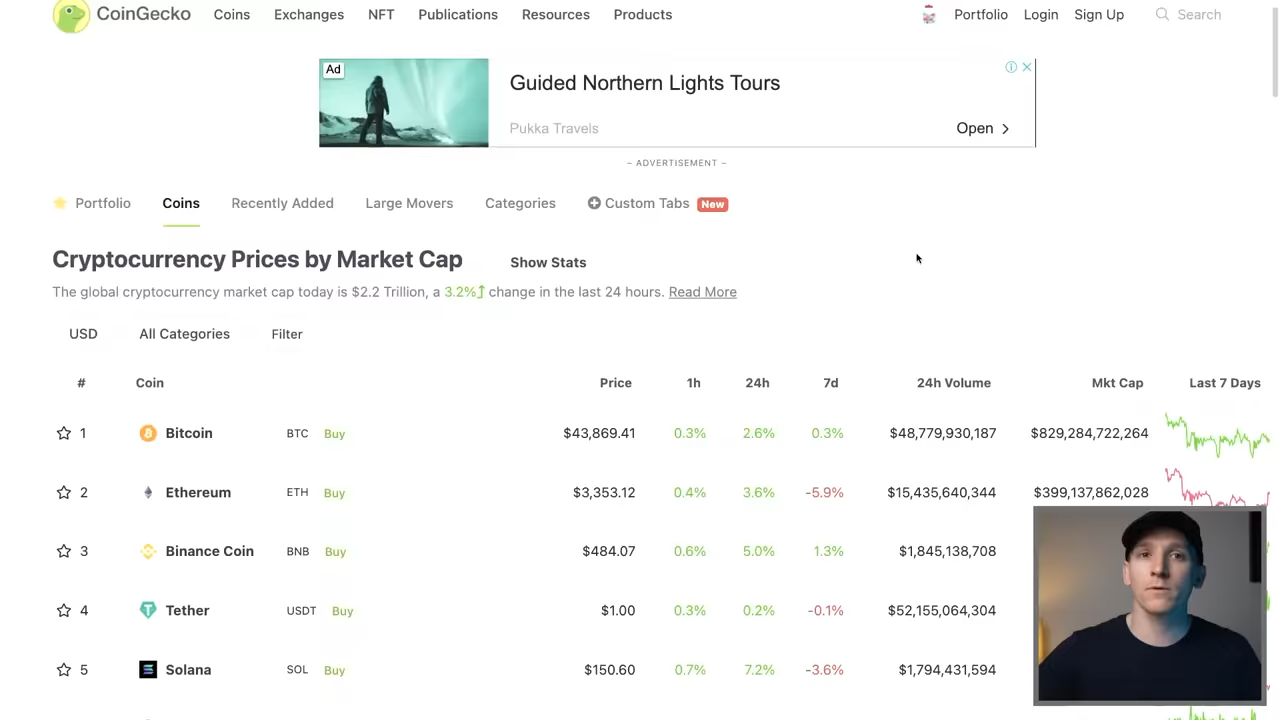 CoinGecko Coins Exchanges NFT Publications Resources Products Portfolio Login Sign Up Search
Ad
Guided Northern Lights Tours
Pukka Travels Open
– ADVERTISEMENT –
Portfolio Coins Recently Added Large Movers Categories Custom Tabs New
Cryptocurrency Prices by Market Cap Show Stats
The global cryptocurrency market cap today is $2.2 Trillion, a 3.2% change in the last 24 hours. Read More
USD All Categories Filter
# Coin Price 1h 24h 7d 24h Volume Mkt Cap Last 7 Days
1 Bitcoin BTC Buy $43,869.41 0.3% 2.6% 0.3% $48,779,930,187 $829,284,722,264
2 Ethereum ETH Buy $3,353.12 0.4% 3.6% -5.9% $15,435,640,344 $399,137,862,028
3 Binance Coin BNB Buy $484.07 0.6% 5.0% 1.3% $1,845,138,708
4 Tether USDT Buy $1.00 0.3% 0.2% -0.1% $52,155,064,304
5 Solana SOL Buy $150.60 0.7% 7.2% -3.6% $1,794,431,594